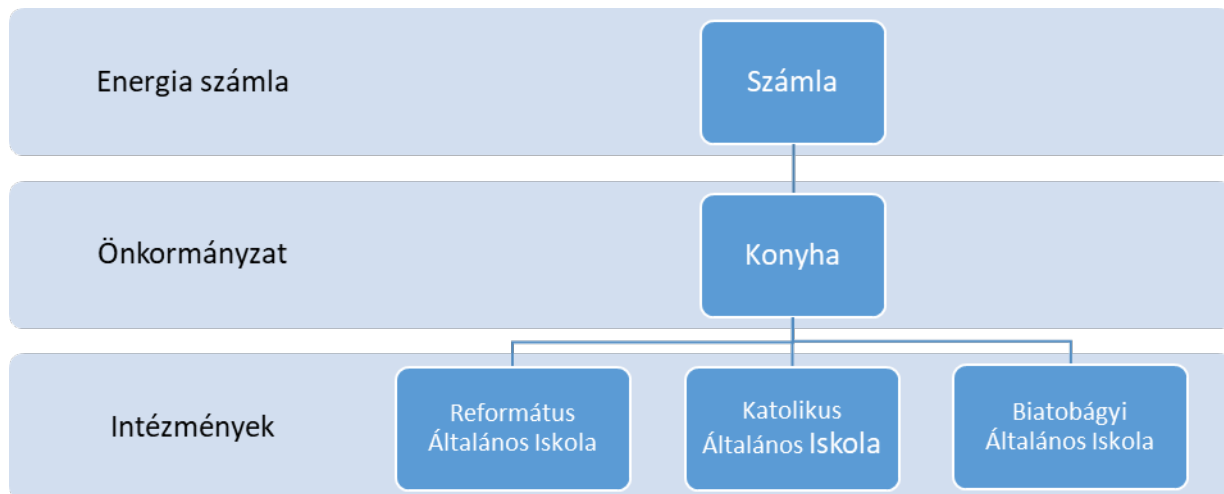 Energia számla
Számla
Önkormányzat
Konyha
Intézmények
Református
Általános Iskola
Katolikus
Általános Iskola
Biatobágyi
Általános Iskola